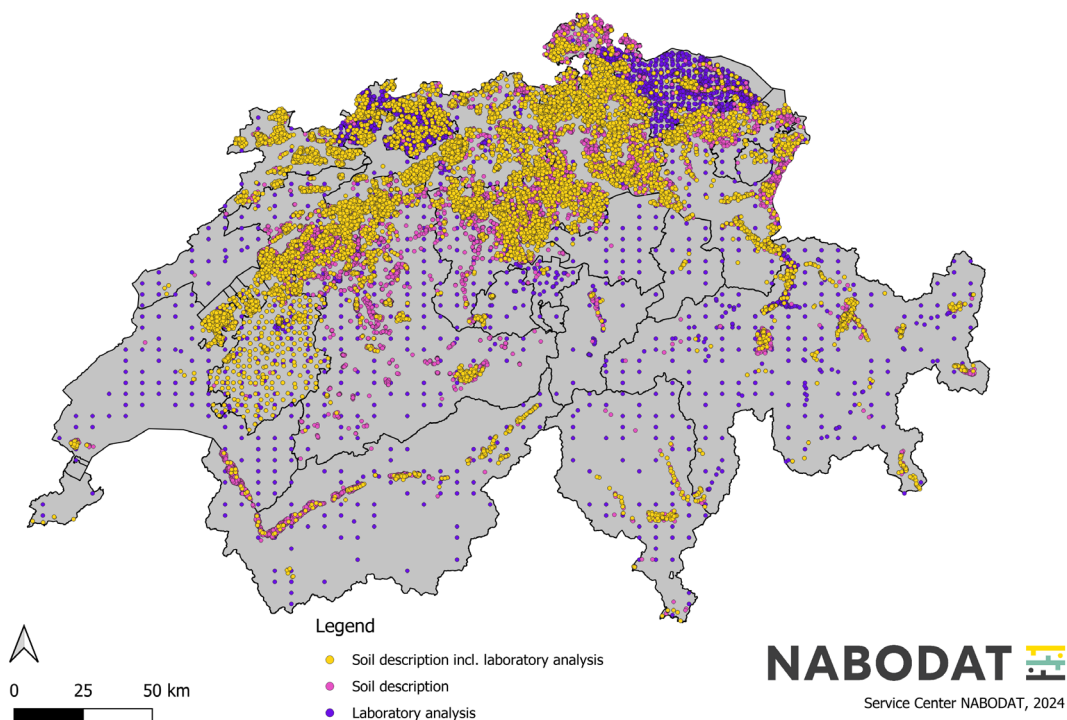 Legend
Soil description incl. laboratory analysis
Soil description
Laboratory analysis
0 25 50 km
NABODAT
Service Center NABODAT, 2024